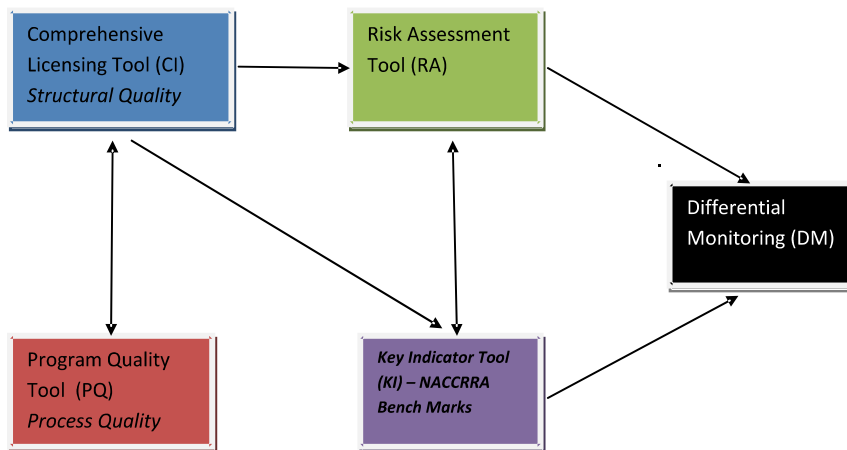 Comprehensive
Licensing Tool (CI)
Structural Quality
Risk Assessment
Tool (RA)
Differential
Monitoring (DM)
Program Quality
Tool  (PQ)
Process Quality
Key Indicator Tool
(KI) – NACCRRA
Bench Marks